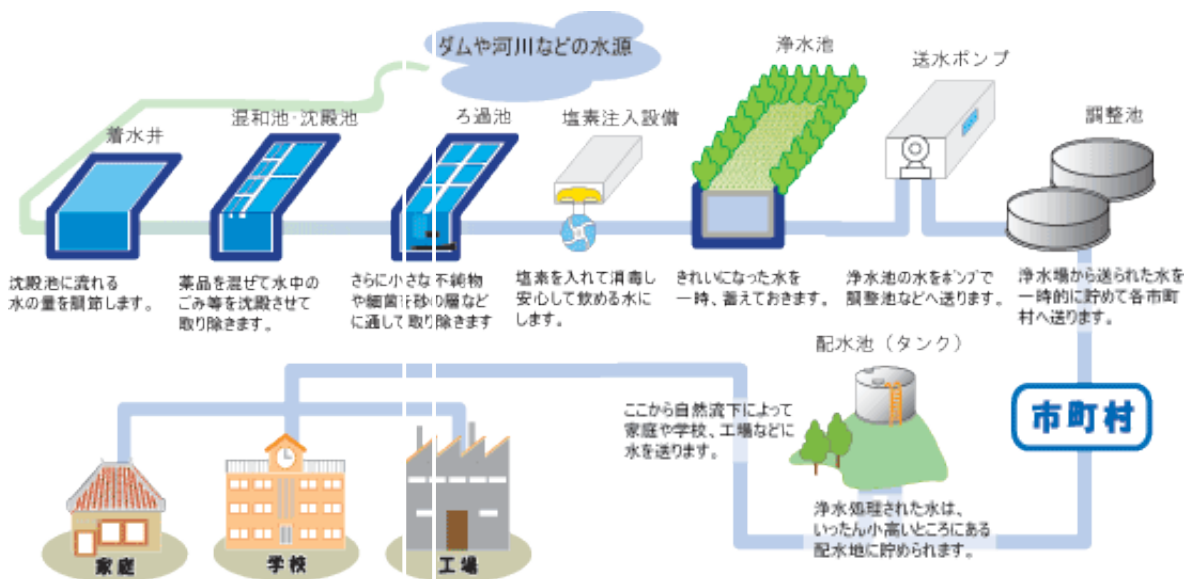 ダムや河川などの水源
着水井
沈殿池に流れる
水の量を調節します。
混和池・沈殿池
薬品を混ぜて水中の
ごみ等を沈殿させて
取り除きます。
ろ過池
さらに小さな不純物
や細菌を砂の層など
に通して取り除きます
塩素注入設備
塩素を入れて消毒し
安心して飲める水に
します。
浄水池
きれいになった水を
一時、蓄えておきます。
送水ポンプ
浄水池の水をポンプで
調整池などへ送ります。
調整池
浄水場から送られた水を
一時的に貯めて各市町
村へ送ります。
市町村
配水池（タンク）
浄水処理された水は、
いったん小高いところにある
配水地に貯められます。
ここから自然流下によって
家庭や学校、工場などに
水を送ります。
家庭
学校
工場